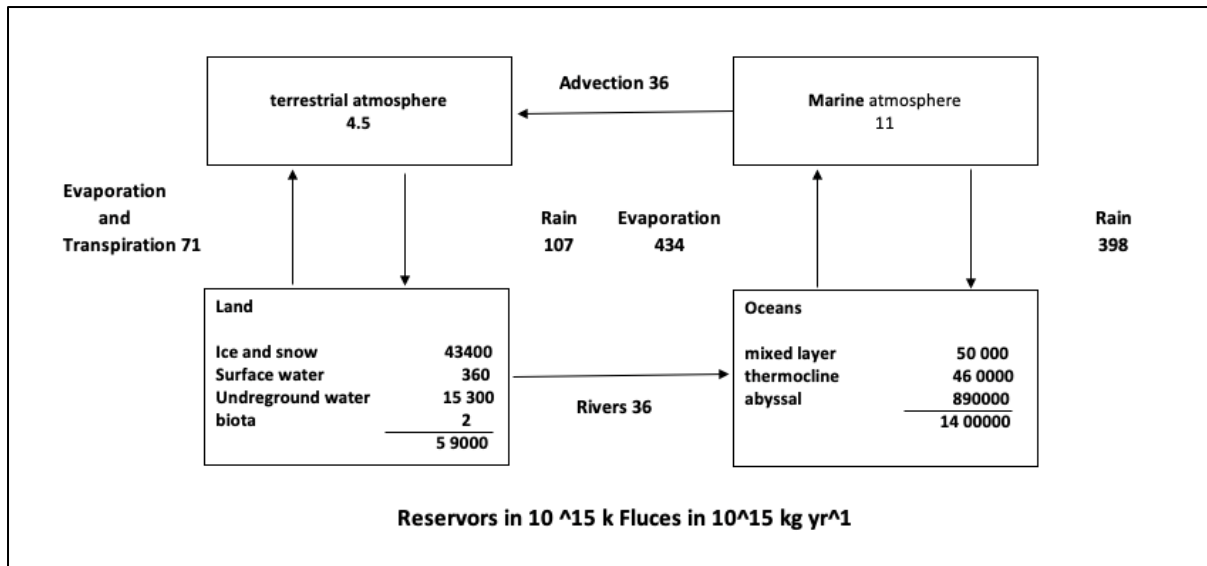 terrestrial atmosphere
4.5
Advection 36
Marine atmosphere
11
Evaporation
and
Transpiration 71
Rain
107
Evaporation
434
Rain
398
Land
Ice and snow 43400
Surface water 360
Undreground water 15 300
biota 2
5 9000
Rivers 36
Oceans
mixed layer 50 000
thermocline 46 0000
abyssal 890000
14 00000
Reservors in 10 ^15 k Fluces in 10^15 kg yr^1